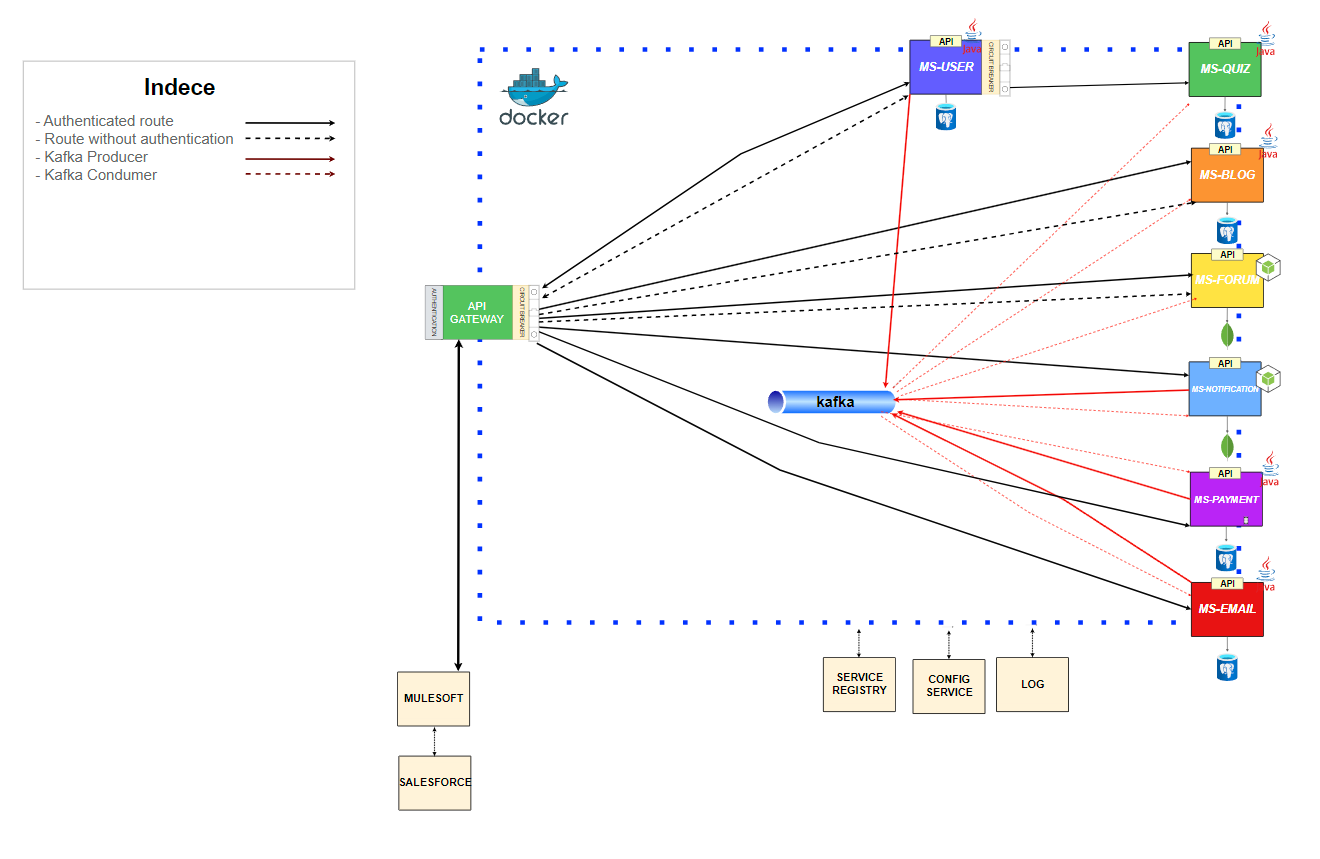 Indece
- Authenticated route
- Route without authentication
- Kafka Producer
- Kafka Condumer
docker
API
Java
MS-USER
CIRCUIT BREAKER
API
Java
MS-QUIZ
API
Java
MS-BLOG
API
MS-FORUM
API
MS-NOTIFICATION
API
Java
MS-PAYMENT
API
Java
MS-EMAIL
AUTHENTICATION
API
GATEWAY
CIRCUIT BREAKER
kafka
MULESOFT
SALESFORCE
SERVICE
REGISTRY
CONFIG
SERVICE
LOG